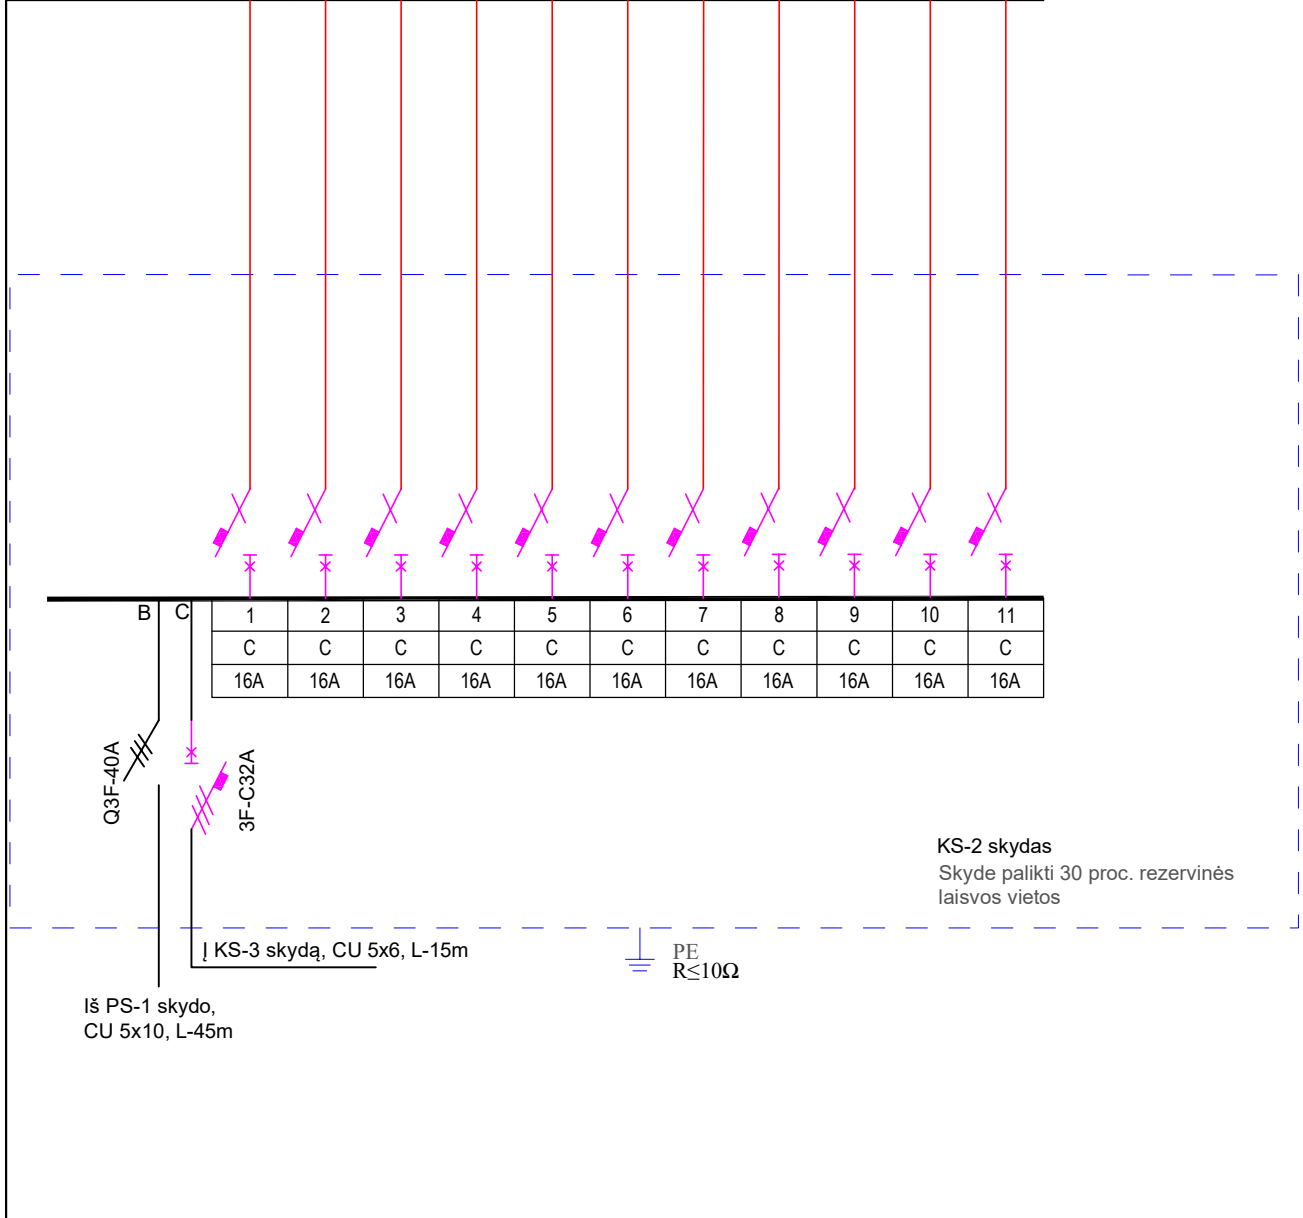 B C 1 2 3 4 5 6 7 8 9 10 11
C C C C C C C C C C C
16A 16A 16A 16A 16A 16A 16A 16A 16A 16A 16A
Q3F-40A
3F-C32A
KS-2 skydas
Skyde palikti 30 proc. rezervinės
laisvos vietos
Į KS-3 skydą, CU 5x6, L-15m
PE
R≤10Ω
Iš PS-1 skydo,
CU 5x10, L-45m